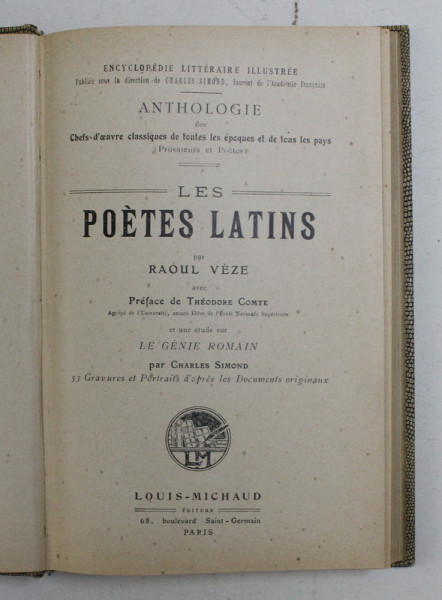 ENCYCLOPÉDIE LITTÉRAIRE ILLUSTRÉE
Publiée sous la direction de CHARLES SIMOND, lauréat de l'Académie Française
ANTHOLOGIE
des
Chefs-d'œuvre classiques de toutes les époques et de tous les pays
(Prosateurs et Poètes)
LES
POÈTES LATINS
par
RAOUL VÈZE
avec
Préface de THÉODORE COMTE
Agrégé de l'Université, ancien Élève de l'École Normale Supérieure
et une étude sur
LE GÉNIE ROMAIN
par CHARLES SIMOND
33 Gravures et Portraits d'après les Documents originaux
LM
LOUIS-MICHAUD
ÉDITEUR
68, boulevard Saint-Germain
PARIS